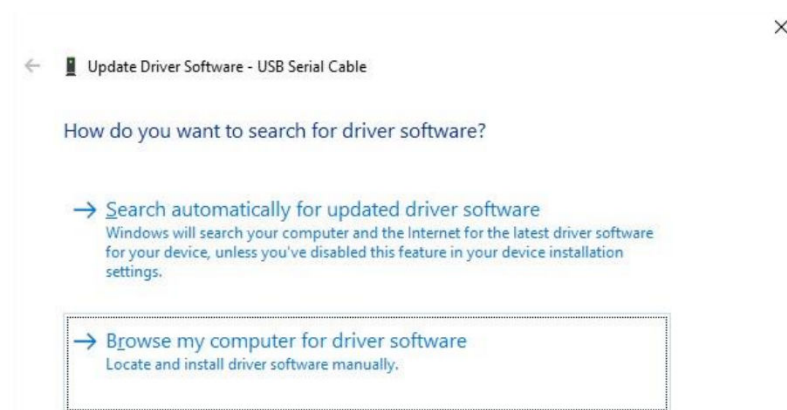 Update Driver Software - USB Serial Cable
How do you want to search for driver software?
Search automatically for updated driver software
Windows will search your computer and the Internet for the latest driver software
for your device, unless you've disabled this feature in your device installation
settings.
Browse my computer for driver software
Locate and install driver software manually.